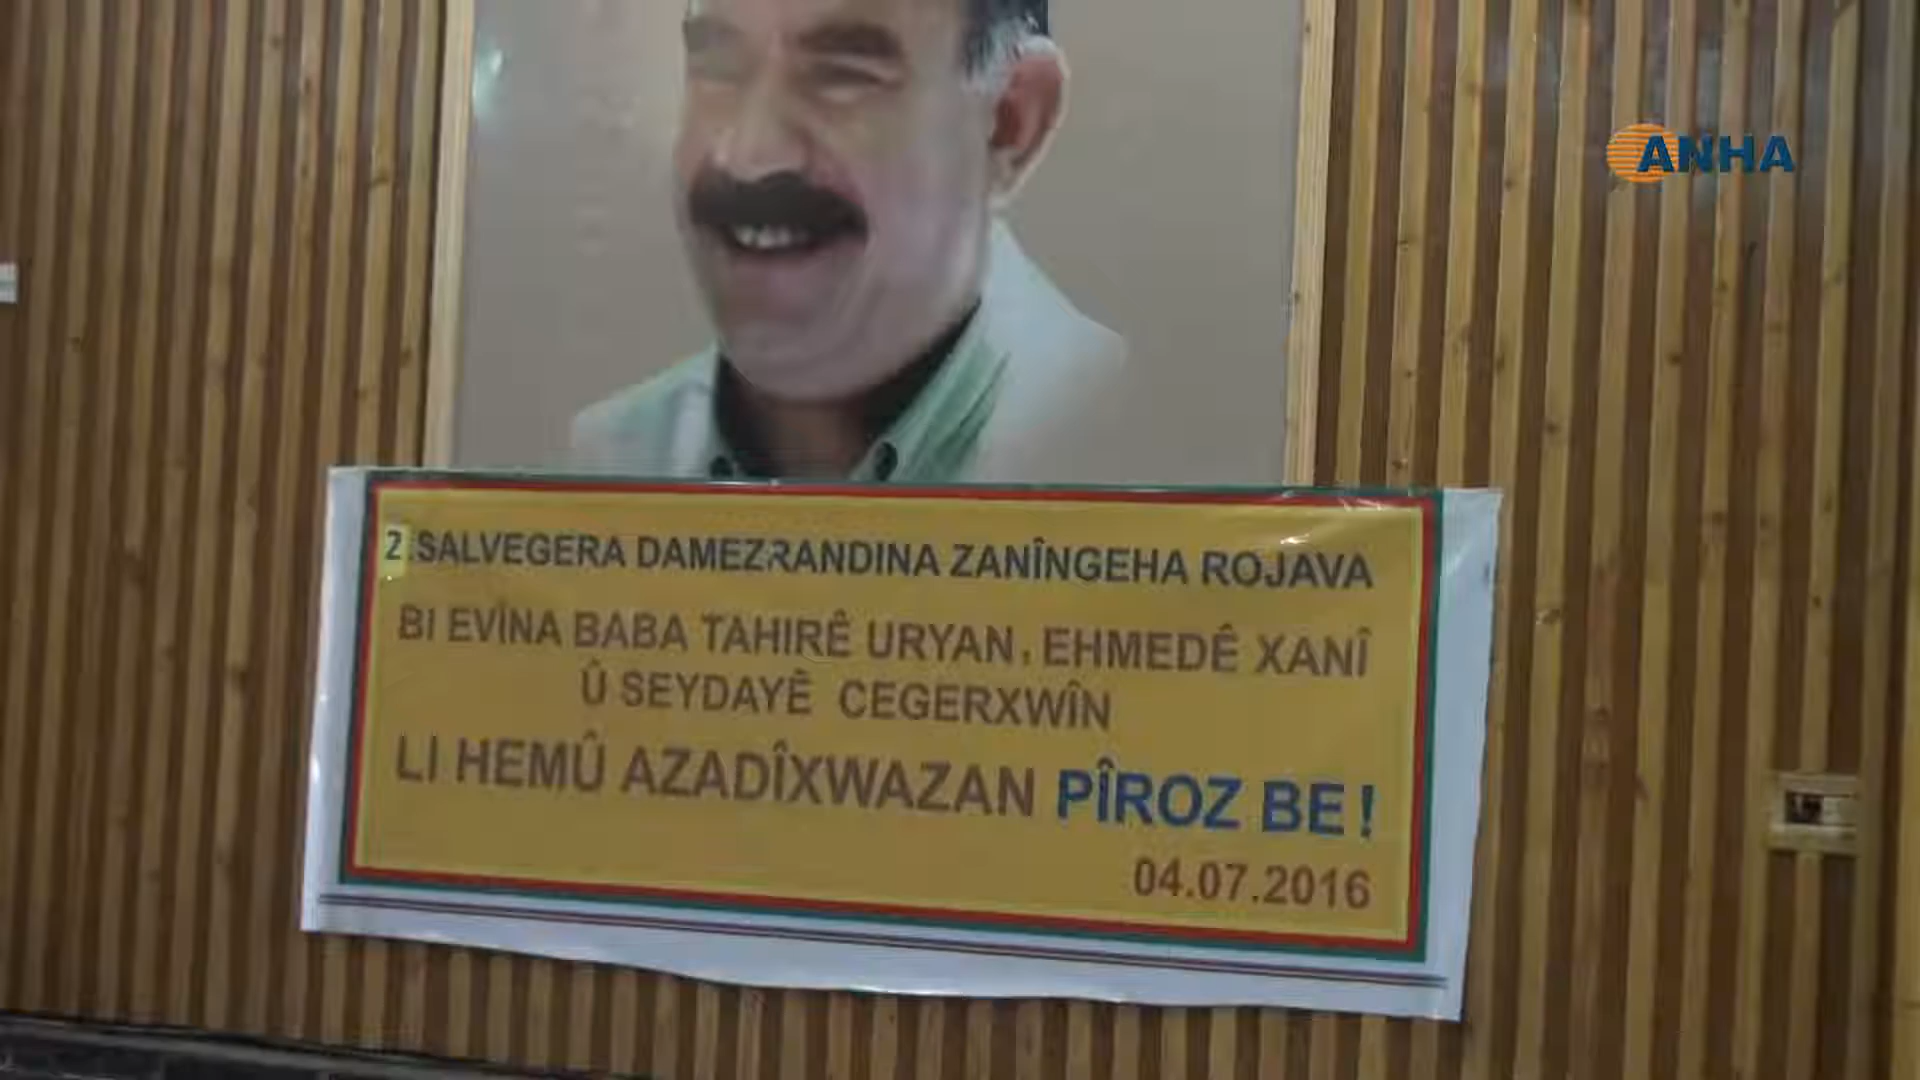 ANHA
2.SALVEGERA DAMEZRANDINA ZANÎNGEHA ROJAVA
BI EVÎNA BABA TAHIRÊ URYAN, EHMEDÊ XANÎ
Û SEYDAYÊ CEGERXWÎN
LI HEMÛ AZADÎXWAZAN PÎROZ BE!
04.07.2016